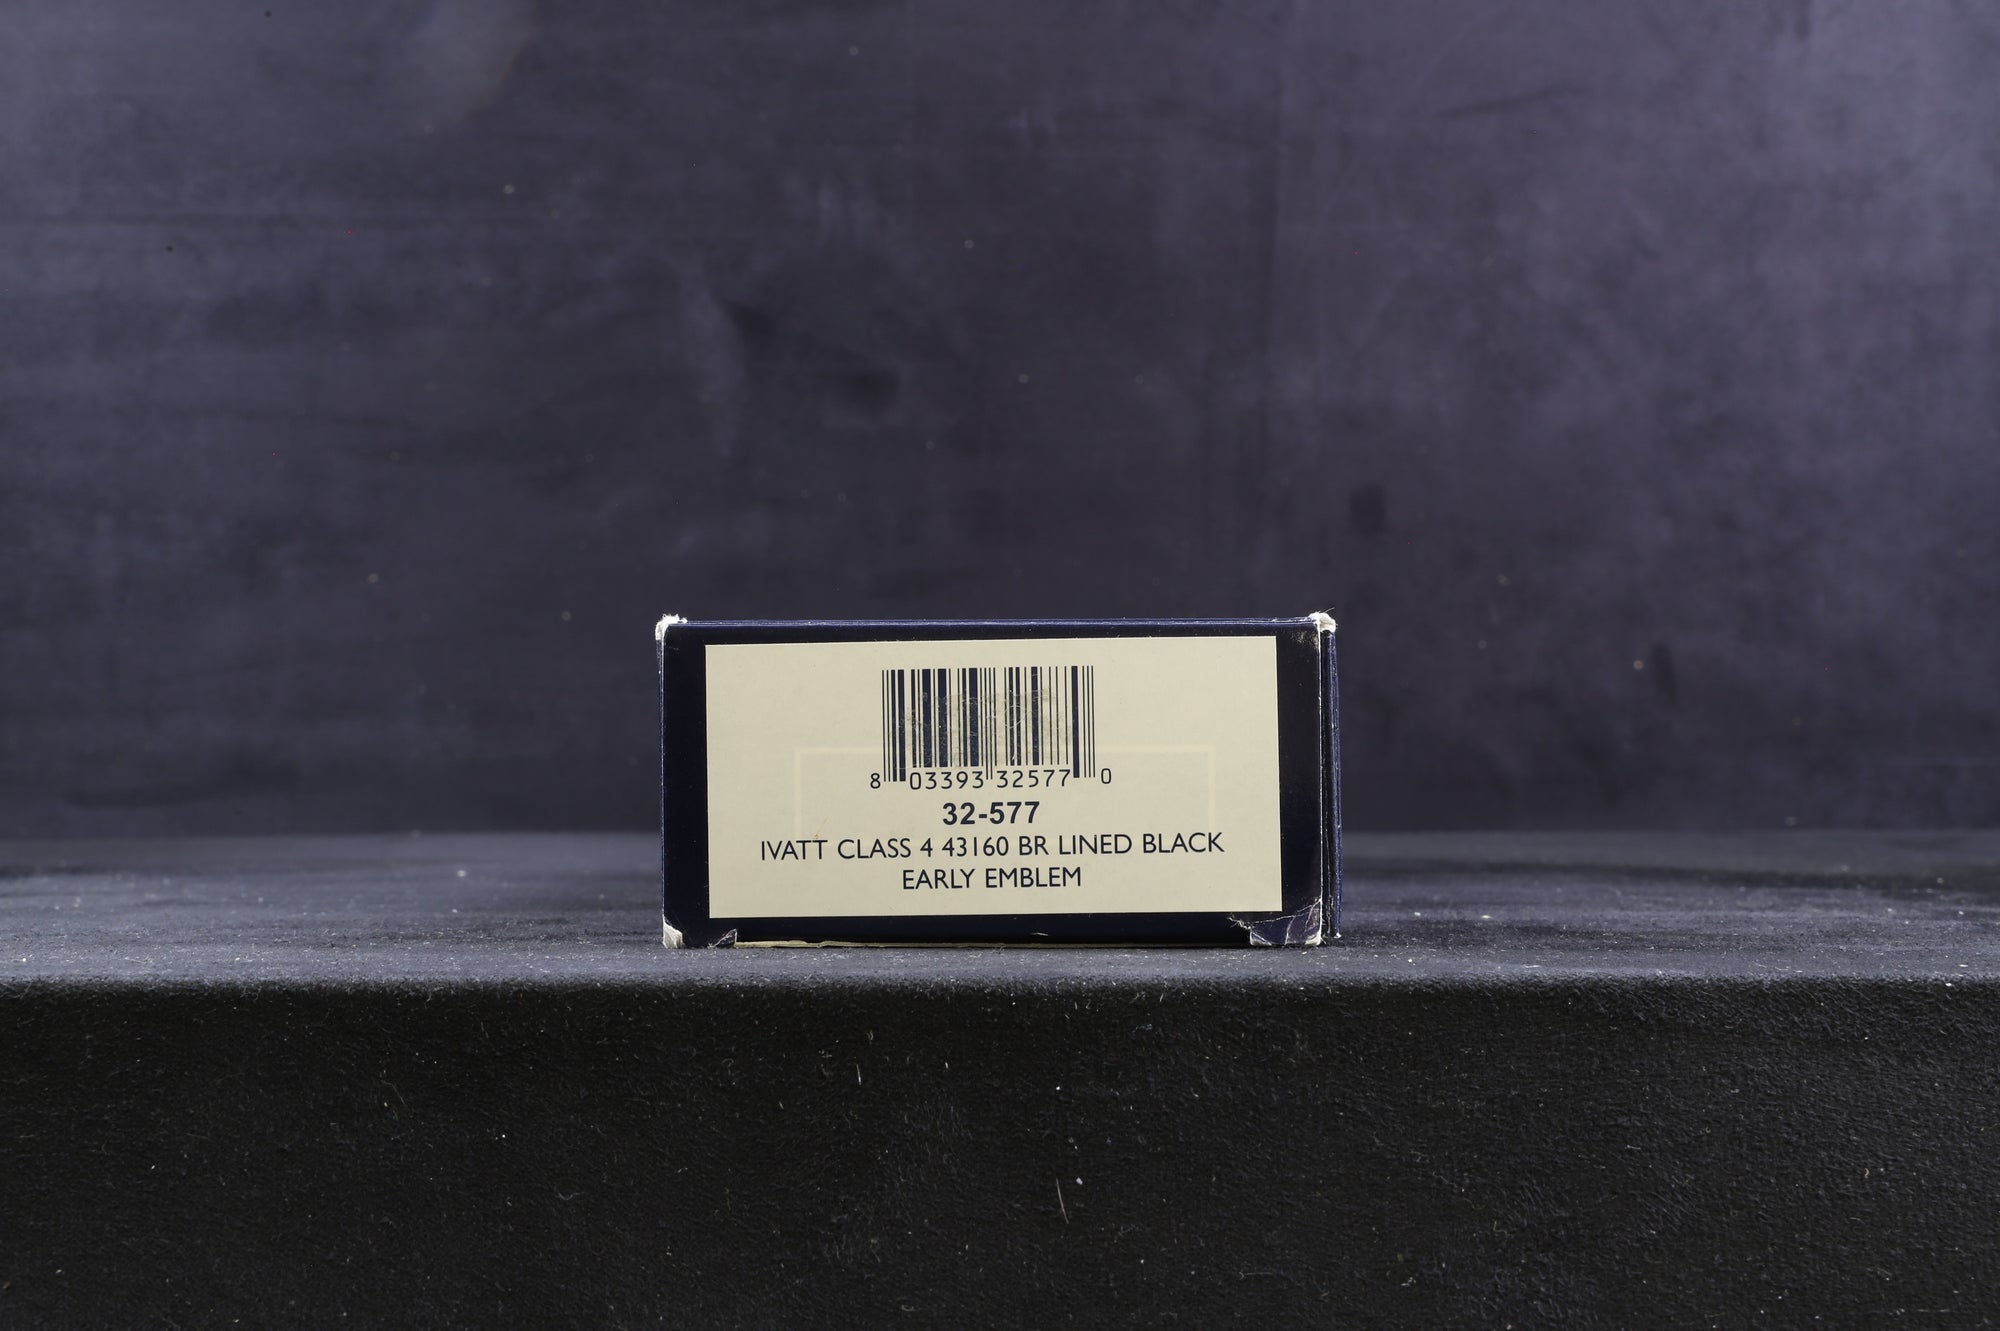 8 03393 32577 0
32-577
IVATT CLASS 4 43160 BR LINED BLACK
EARLY EMBLEM